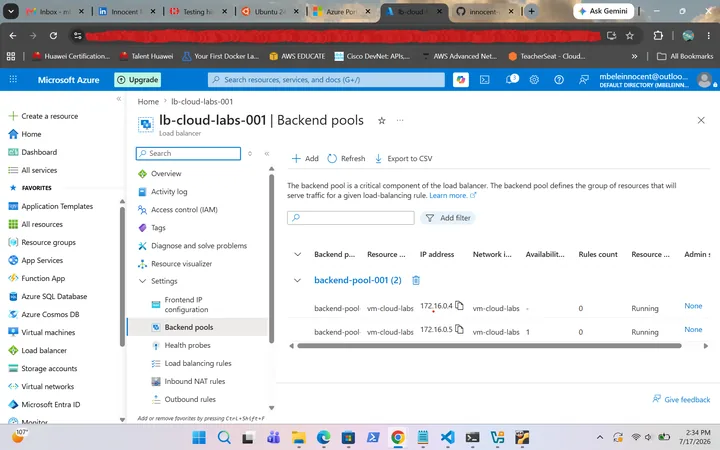 Inbox - m
Innocent M
Testing N
Ubuntu 24
Azure Por
lb-cloud-l
innocent-
Ask Gemini
Huawei Certification...
Talent Huawei
Your First Docker La...
AWS EDUCATE
Cisco DevNet: APIs,...
AWS Advanced Net...
TeacherSeat - Cloud...
All Bookmarks
Microsoft Azure
Upgrade
Search resources, services, and docs (G+/)
mbeleinnocent@outloo...
DEFAULT DIRECTORY (MBELEINN...
Create a resource
Home
Dashboard
All services
FAVORITES
Application Templates
All resources
Resource groups
App Services
Function App
Azure SQL Database
Azure Cosmos DB
Virtual machines
Load balancer
Storage accounts
Virtual networks
Microsoft Entra ID
Monitor
Home > lb-cloud-labs-001
lb-cloud-labs-001 | Backend pools
Load balancer
Search
Overview
Activity log
Access control (IAM)
Tags
Diagnose and solve problems
Resource visualizer
Settings
Frontend IP
configuration
Backend pools
Health probes
Load balancing rules
Inbound NAT rules
Outbound rules
Add or remove favorites by pressing Ctrl+Shift+F
Add
Refresh
Export to CSV
The backend pool is a critical component of the load balancer. The backend pool defines the group of resources that will
serve traffic for a given load-balancing rule. Learn more.
Add filter
Backend p... Resource ... IP address Network i... Availabilit... Rules count Resource ... Admin s
backend-pool-001 (2)
backend-pool vm-cloud-labs 172.16.0.4 vm-cloud-labs - 0 Running None
backend-pool vm-cloud-labs 172.16.0.5 vm-cloud-labs 1 0 Running None
Give feedback
107°
2:34 PM
7/17/2026